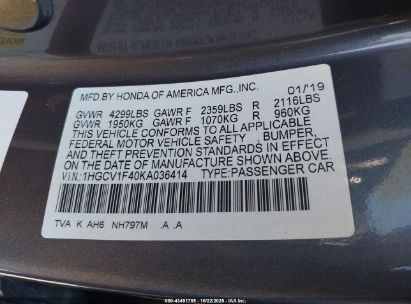 MFD.BY HONDA OF AMERICA MFG.,INC. 01/19
GVWR 4299LBS GAWR F 2359LBS R 2116LBS
GVWR 1950KG GAWR F 1070KG R 960KG
THIS VEHICLE CONFORMS TO ALL APPLICABLE
FEDERAL MOTOR VEHICLE SAFETY, BUMPER,
AND THEFT PREVENTION STANDARDS IN EFFECT
ON THE DATE OF MANUFACTURE SHOWN ABOVE.
V.I.N.:1HGCV1F40KA036414 TYPE:PASSENGER CAR
TVA K AH6 NH797M .A .A